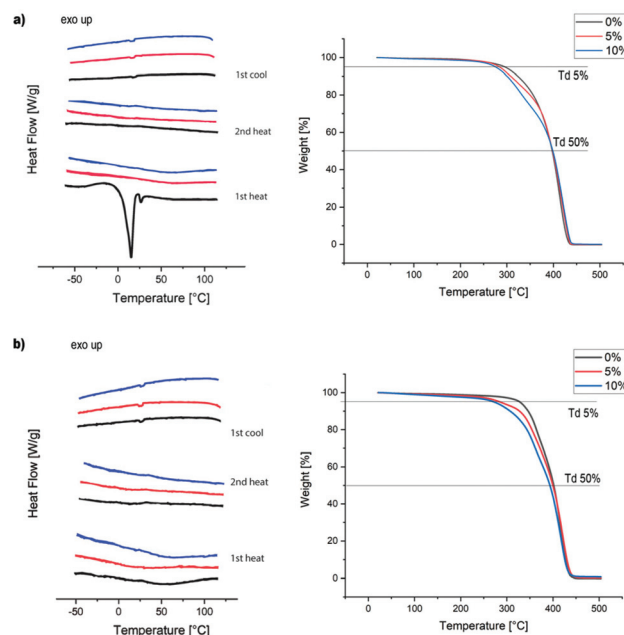 a)
exo up
Heat Flow [W/g]
1st cool
2nd heat
1st heat
-50 0 50 100
Temperature [°C]
0%
5%
10%
Weight [%]
100
80
60
40
20
0
Td 5%
Td 50%
0 100 200 300 400 500
Temperature [°C]
b)
exo up
Heat Flow [W/g]
1st cool
2nd heat
1st heat
-50 0 50 100
Temperature [°C]
0%
5%
10%
Weight [%]
100
80
60
40
20
0
Td 5%
Td 50%
0 100 200 300 400 500
Temperature [°C]